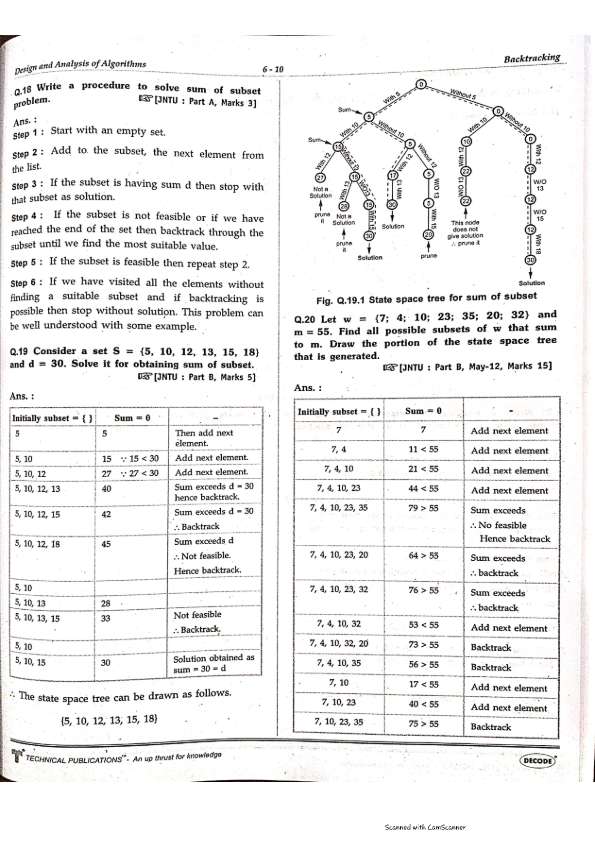 Design and Analysis of Algorithms
6 - 10
Backtracking
Q.18 Write a procedure to solve sum of subset
problem. [JNTU : Part A, Marks 3]
Ans. :
Step 1 : Start with an empty set.
Step 2 : Add to the subset, the next element from
the list.
Step 3 : If the subset is having sum d then stop with
that subset as solution.
Step 4 : If the subset is not feasible or if we have
reached the end of the set then backtrack through the
subset until we find the most suitable value.
Step 5 : If the subset is feasible then repeat step 2.
Step 6 : If we have visited all the elements without
finding a suitable subset and if backtracking is
possible then stop without solution. This problem can
be well understood with some example.
Q.19 Consider a set S = {5, 10, 12, 13, 15, 18}
and d = 30. Solve it for obtaining sum of subset.
[JNTU : Part B, Marks 5]
Ans. :
Initially subset = { } Sum = 0 –
5 5 Then add next
element.
5, 10 15 ∵ 15 < 30 Add next element.
5, 10, 12 27 ∵ 27 < 30 Add next element.
5, 10, 12, 13 40 Sum exceeds d = 30
hence backtrack.
5, 10, 12, 15 42 Sum exceeds d = 30
∴ Backtrack
5, 10, 12, 18 45 Sum exceeds d
∴ Not feasible.
Hence backtrack.
5, 10
5, 10, 13 28
5, 10, 13, 15 33 Not feasible
∴ Backtrack.
5, 10
5, 10, 15 30 Solution obtained as
sum = 30 = d
∴ The state space tree can be drawn as follows.
{5, 10, 12, 13, 15, 18}
0
With 5
Without 5
Sum
5
0
With 10
Without 10
With 10
Without 10
Sum
15
5
10
0
With 12
Without 12
With 12
Without 12
With 12
With 12
27
15
17
5
22
12
Not a
Solution
With 13
With 13
W/O 13
W/O 13
W/O
13
28
15
30
5
22
12
prune
it
Not a
Solution
With 15
Solution
With 15
This node
does not
give solution
∴ prune it
W/O
15
30
20
12
prune
it
Solution
prune
With 18
30
Solution
Fig. Q.19.1 State space tree for sum of subset
Q.20 Let w = {7; 4; 10; 23; 35; 20; 32} and
m = 55. Find all possible subsets of w that sum
to m. Draw the portion of the state space tree
that is generated.
[JNTU : Part B, May-12, Marks 15]
Ans. :
Initially subset = { } Sum = 0 -
7 7 Add next element
7, 4 11 < 55 Add next element
7, 4, 10 21 < 55 Add next element
7, 4, 10, 23 44 < 55 Add next element
7, 4, 10, 23, 35 79 > 55 Sum exceeds
∴ No feasible
Hence backtrack
7, 4, 10, 23, 20 64 > 55 Sum exceeds
∴ backtrack
7, 4, 10, 23, 32 76 > 55 Sum exceeds
∴ backtrack
7, 4, 10, 32 53 < 55 Add next element
7, 4, 10, 32, 20 73 > 55 Backtrack
7, 4, 10, 35 56 > 55 Backtrack
7, 10 17 < 55 Add next element
7, 10, 23 40 < 55 Add next element
7, 10, 23, 35 75 > 55 Backtrack
TECHNICAL PUBLICATIONS™ - An up thrust for knowledge
DECODE
Scanned with CamScanner